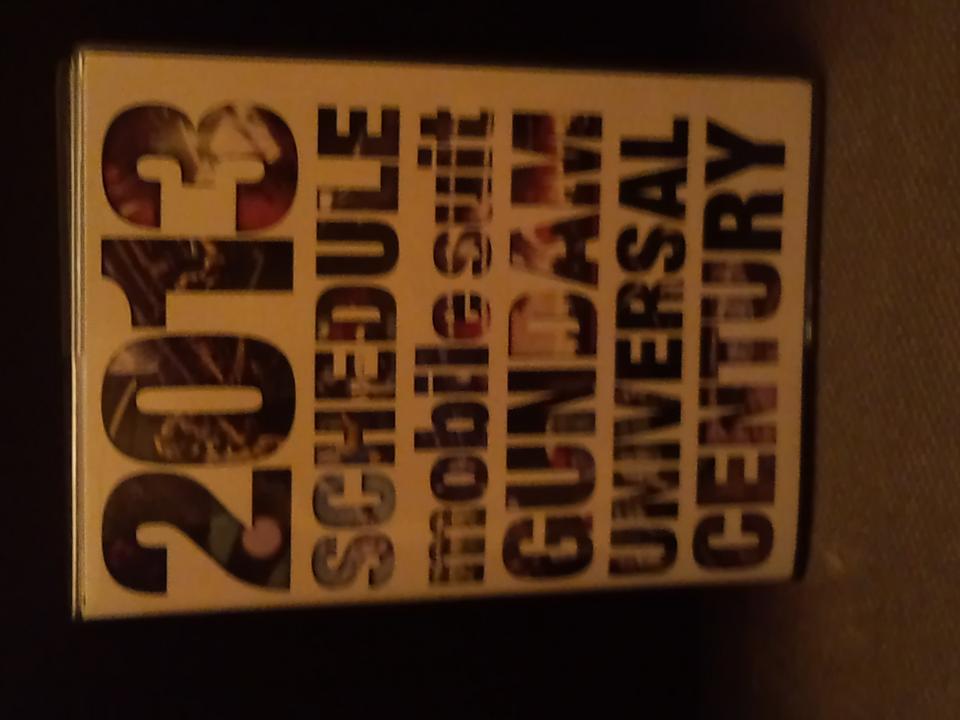 2013
SCHEDULE
mobile suit
GUNDAM
UNIVERSAL
CENTURY